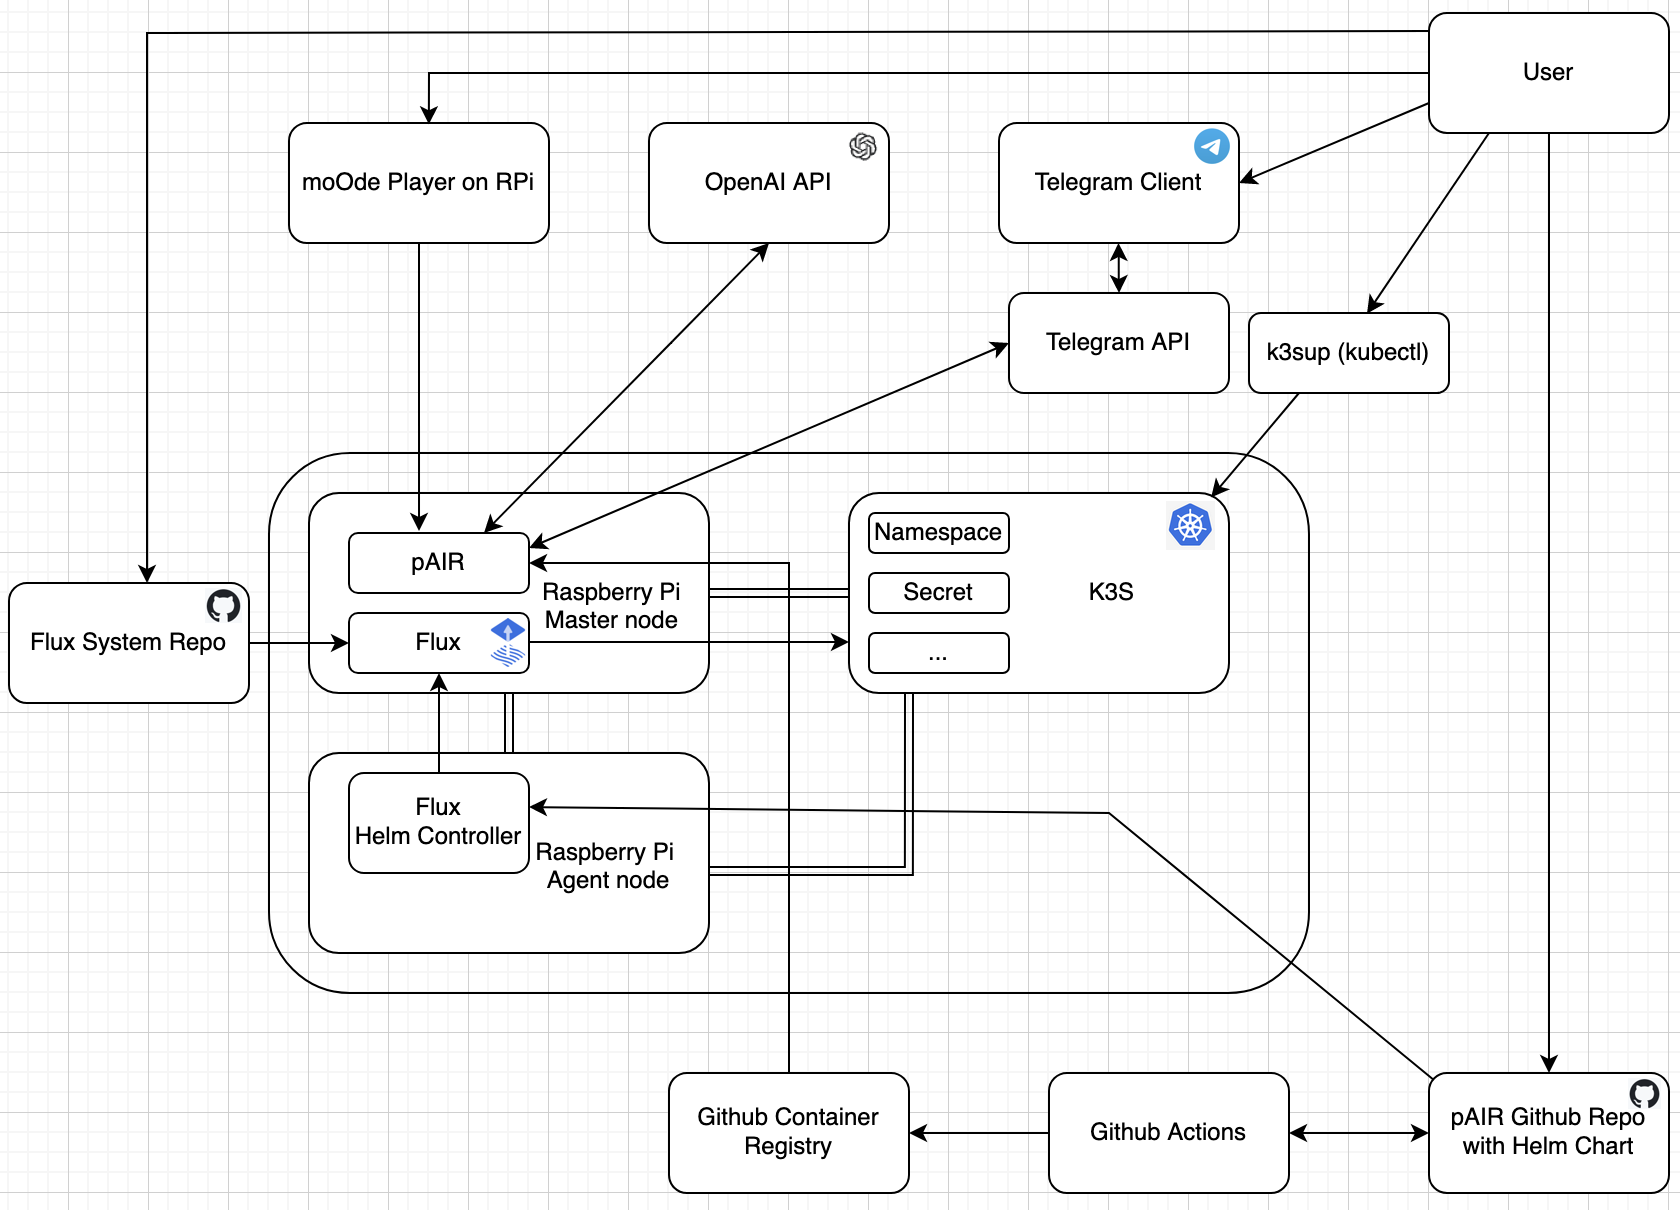 User
moOde Player on RPi
OpenAI API
Telegram Client
Telegram API
k3sup (kubectl)
pAIR
Raspberry Pi
Master node
Flux
Namespace
Secret
...
K3S
Flux System Repo
Flux
Helm Controller
Raspberry Pi
Agent node
Github Container
Registry
Github Actions
pAIR Github Repo
with Helm Chart